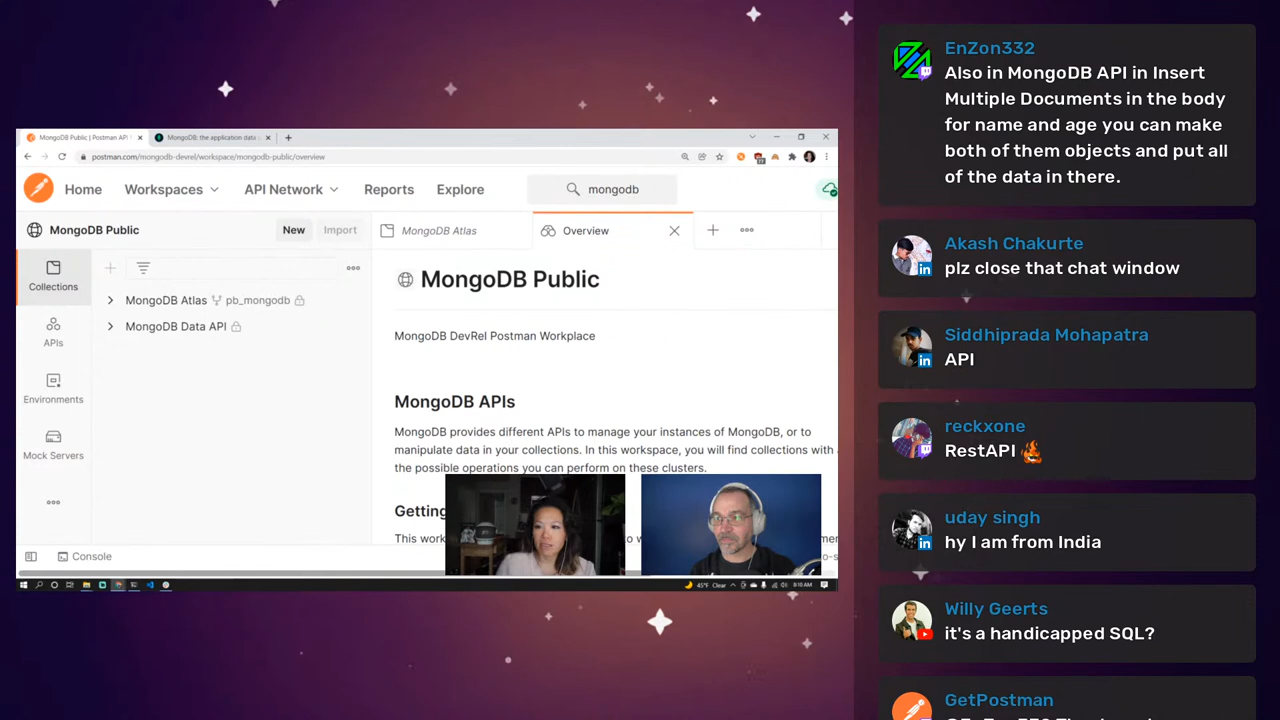 MongoDB Public | Postman API
MongoDB: the application data
postman.com/mongodb-devrel/workspace/mongodb-public/overview
Home
Workspaces
API Network
Reports
Explore
mongodb
MongoDB Public
New
Import
MongoDB Atlas
Overview
Collections
APIs
Environments
Mock Servers
MongoDB Atlas pb_mongodb
MongoDB Data API
MongoDB Public
MongoDB DevRel Postman Workplace
MongoDB APIs
MongoDB provides different APIs to manage your instances of MongoDB, or to
manipulate data in your collections. In this workspace, you will find collections with
the possible operations you can perform on these clusters.
Getting
This
Console
45°F Clear
8:10 AM
EnZon332
Also in MongoDB API in Insert
Multiple Documents in the body
for name and age you can make
both of them objects and put all
of the data in there.
Akash Chakurte
plz close that chat window
Siddhiprada Mohapatra
API
reckxone
RestAPI 🔥
uday singh
hy I am from India
Willy Geerts
it's a handicapped SQL?
GetPostman